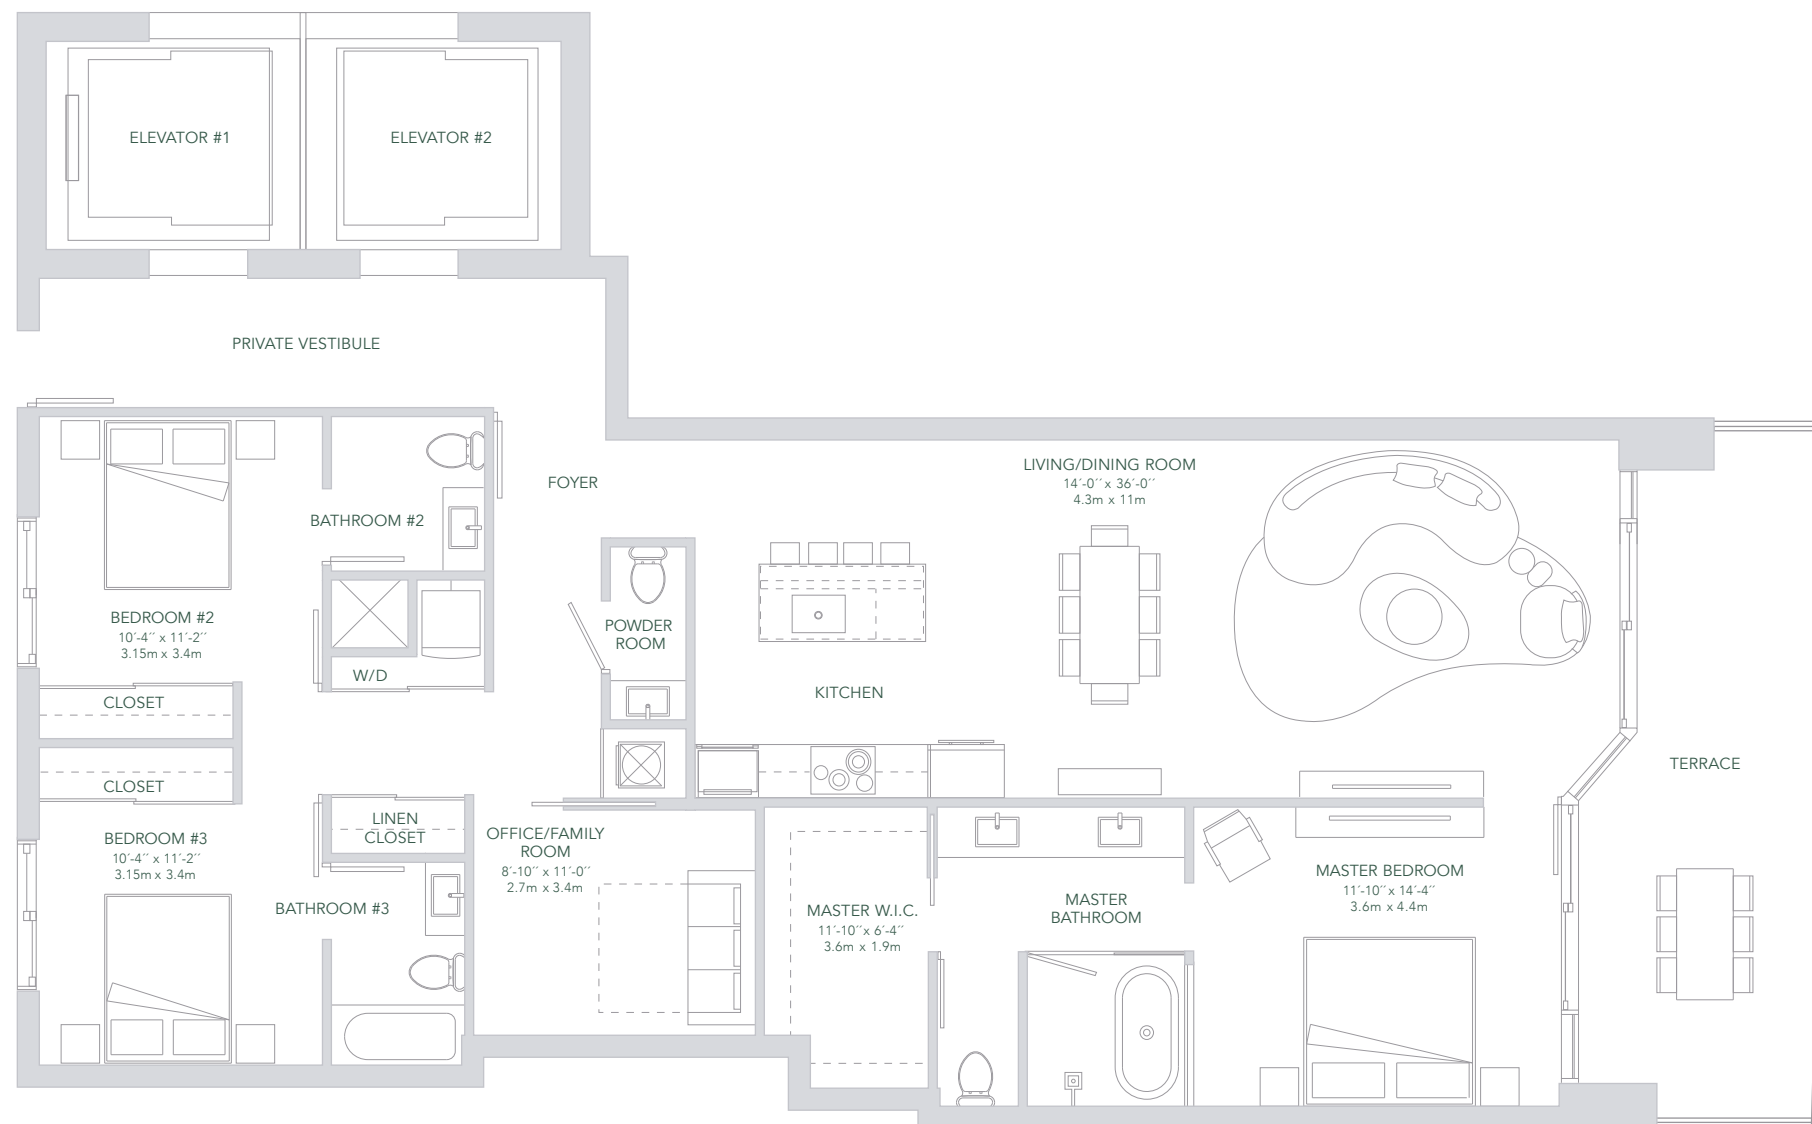 ELEVATOR #1
ELEVATOR #2
PRIVATE VESTIBULE
FOYER
LIVING/DINING ROOM
14´-0´´ x 36´-0´´
4.3m x 11m
BATHROOM #2
BEDROOM #2
10´-4´´ x 11´-2´´
3.15m x 3.4m
POWDER
ROOM
W/D
CLOSET
KITCHEN
CLOSET
TERRACE
LINEN
CLOSET
BEDROOM #3
10´-4´´ x 11´-2´´
3.15m x 3.4m
OFFICE/FAMILY
ROOM
8´-10´´ x 11´-0´´
2.7m x 3.4m
BATHROOM #3
MASTER W.I.C.
11´-10´´x 6´-4´´
3.6m x 1.9m
MASTER
BATHROOM
MASTER BEDROOM
11´-10´´x 14´-4´´
3.6m x 4.4m